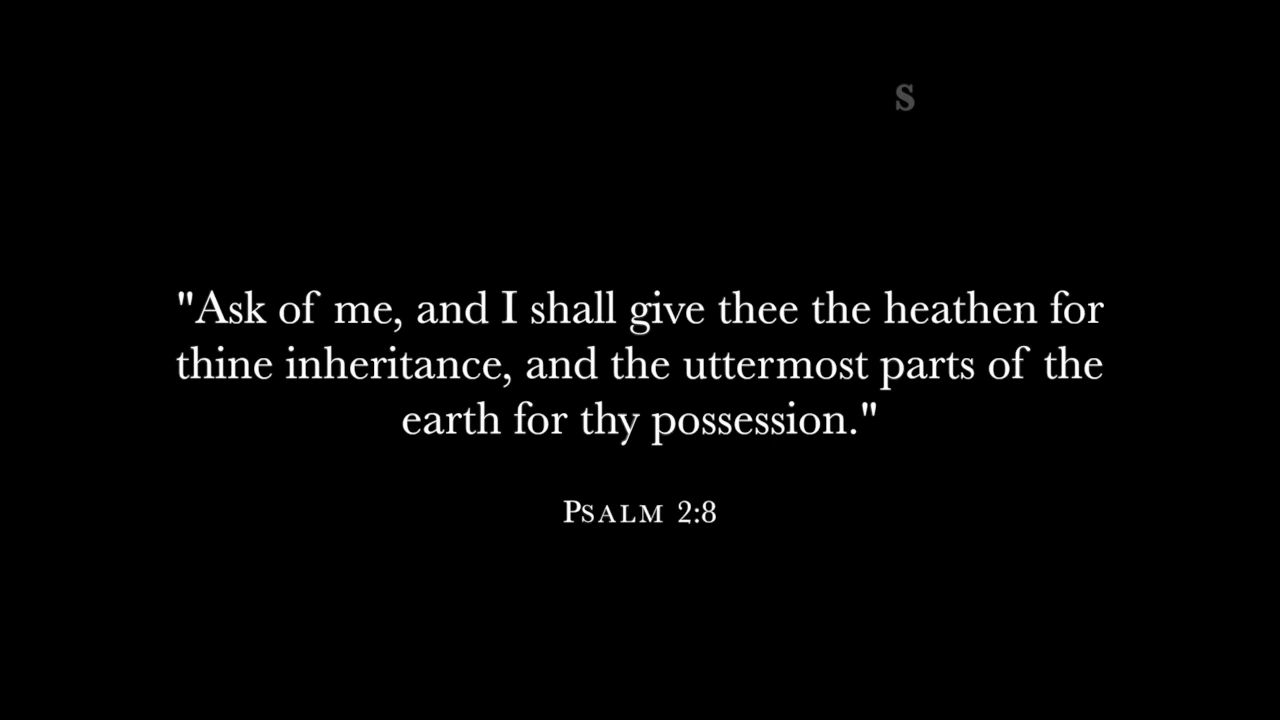 s
"Ask of me, and I shall give thee the heathen for
thine inheritance, and the uttermost parts of the
earth for thy possession."
PSALM 2:8